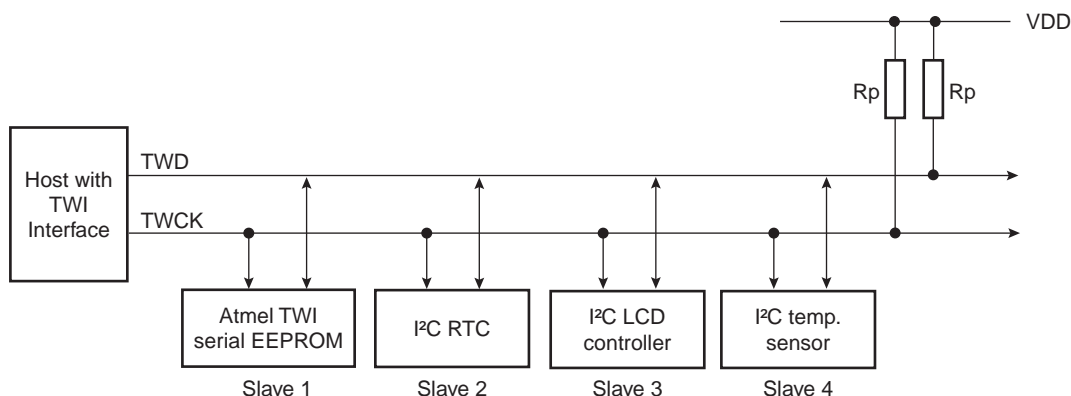 VDD
Rp
Rp
Host with
TWI
Interface
TWD
TWCK
Atmel TWI
serial EEPROM
I²C RTC
I²C LCD
controller
I²C temp.
sensor
Slave 1
Slave 2
Slave 3
Slave 4